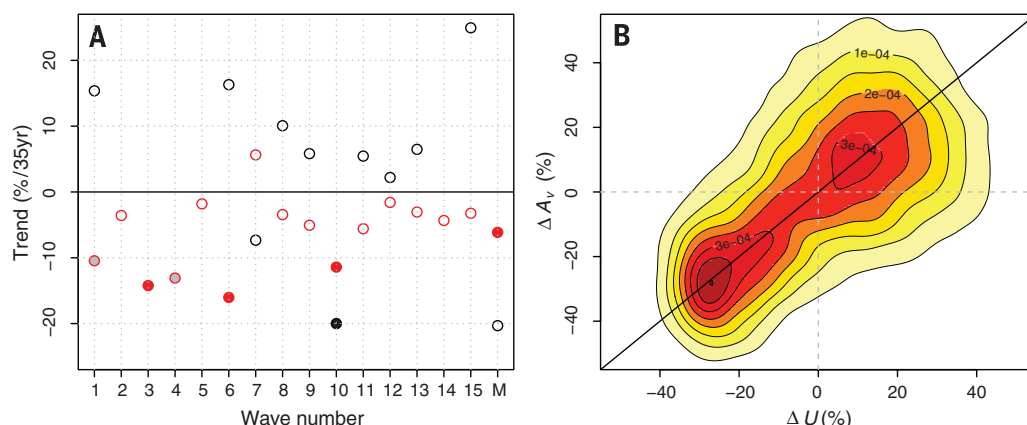 A
Trend (%/35yr)
20
10
0
−10
−20
1 2 3 4 5 6 7 8 9 10 11 12 13 14 15 M
Wave number
B
Δ Aᵥ (%)
40
20
0
−20
−40
1e−04
2e−04
3e−04
3e−04
−40 −20 0 20 40
Δ U (%)